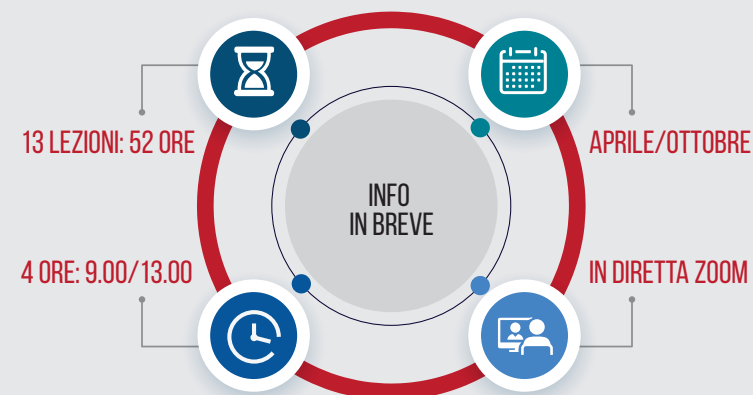 13 LEZIONI: 52 ORE
APRILE/OTTOBRE
INFO
IN BREVE
4 ORE: 9.00/13.00
IN DIRETTA ZOOM